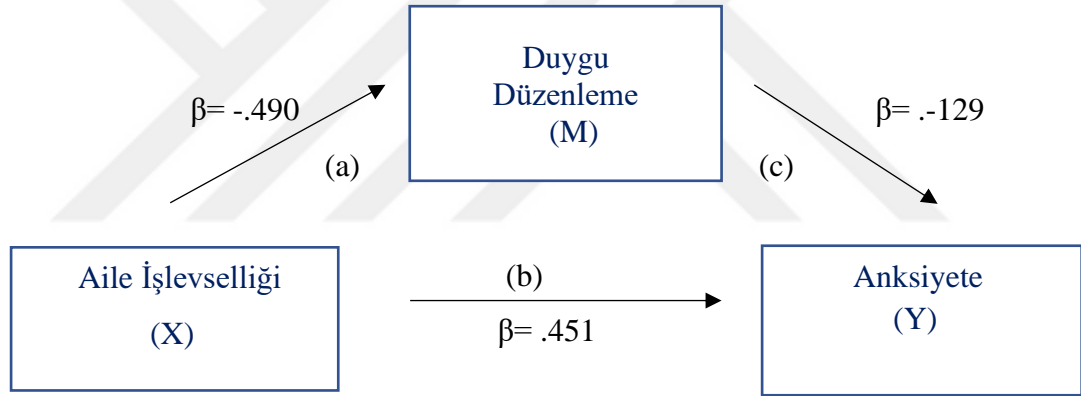 Duygu
Düzenleme
(M)
β= -.490
β= .-129
(a)
(c)
Aile İşlevselliği
(X)
(b)
β= .451
Anksiyete
(Y)